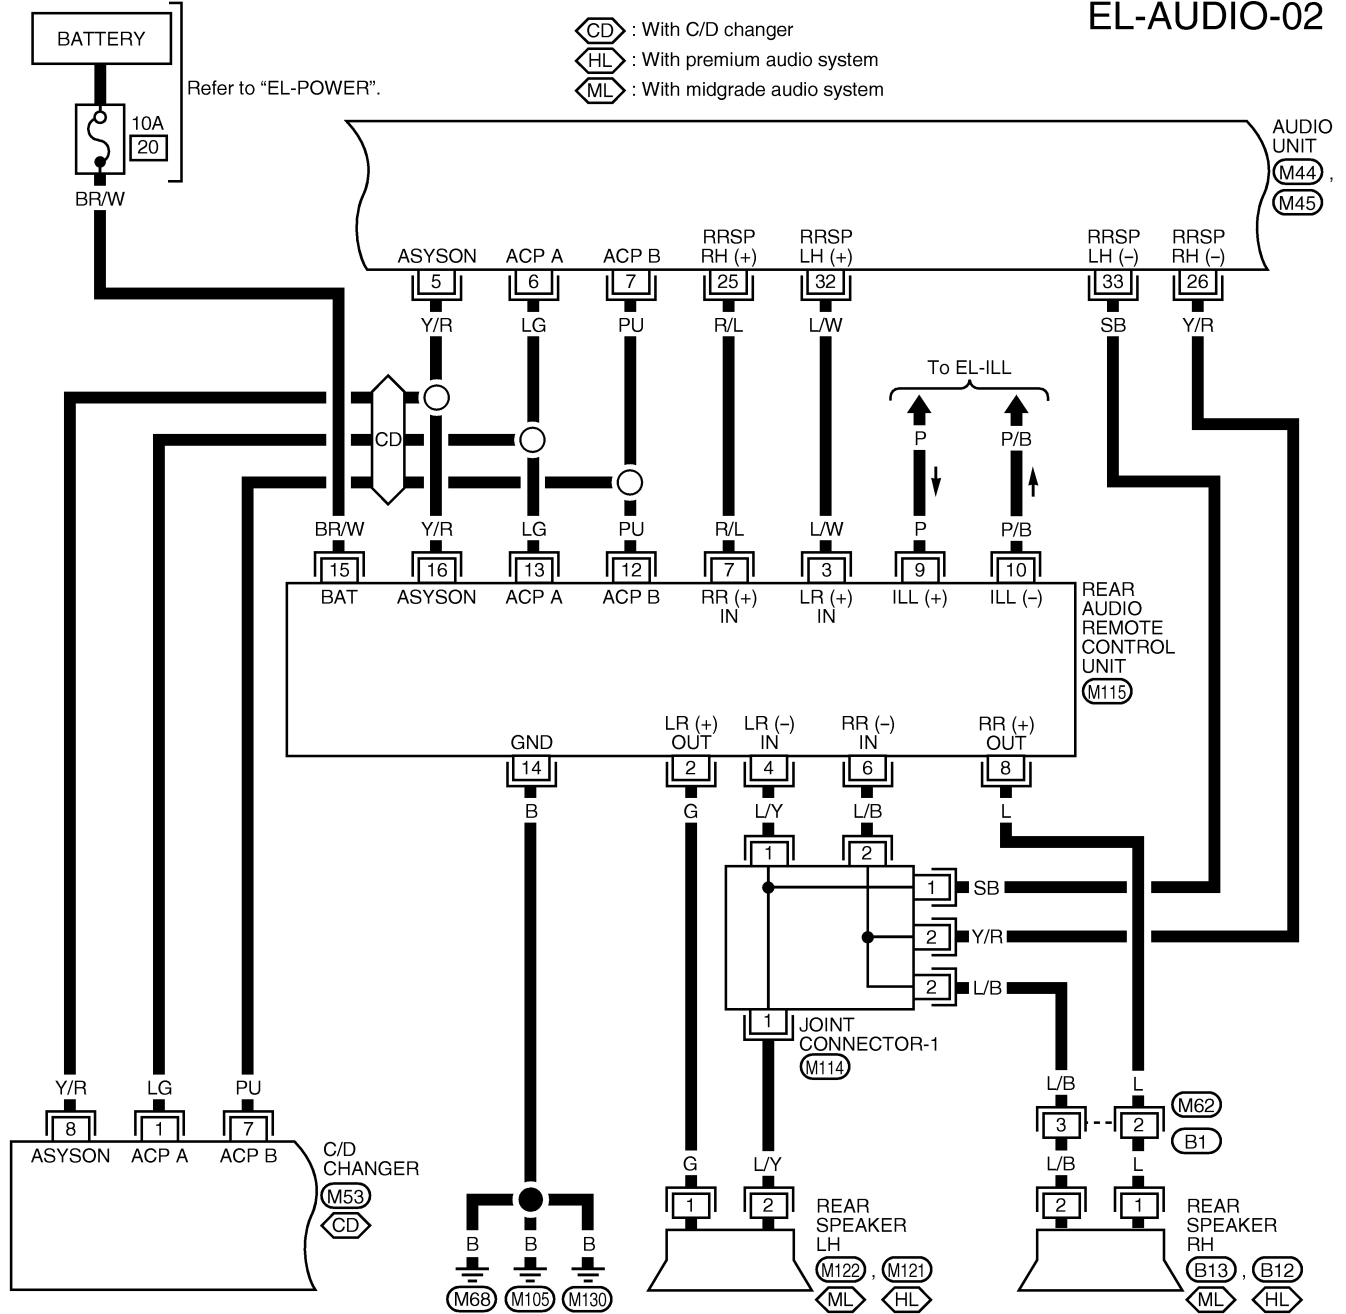 EL-AUDIO-02
BATTERY
CD : With C/D changer
HL : With premium audio system
ML : With midgrade audio system
Refer to “EL-POWER”.
10A
20
BR/W
AUDIO
UNIT
M44 ,
M45
ASYSON
ACP A
ACP B
RRSP
RH (+)
RRSP
LH (+)
RRSP
LH (–)
RRSP
RH (–)
5
6
7
25
32
33
26
Y/R
LG
PU
R/L
L/W
SB
Y/R
To EL-ILL
CD
P
P/B
BR/W
Y/R
LG
PU
R/L
L/W
P
P/B
15
16
13
12
7
3
9
10
BAT
ASYSON
ACP A
ACP B
RR (+)
IN
LR (+)
IN
ILL (+)
ILL (–)
REAR
AUDIO
REMOTE
CONTROL
UNIT
M115
GND
LR (+)
OUT
LR (–)
IN
RR (–)
IN
RR (+)
OUT
14
2
4
6
8
B
G
L/Y
L/B
L
1
2
1
SB
2
Y/R
2
L/B
1
JOINT
CONNECTOR-1
M114
Y/R
LG
PU
8
1
7
ASYSON
ACP A
ACP B
C/D
CHANGER
M53
CD
L/B
L
3
2
M62
B1
L/B
L
G
L/Y
1
2
2
1
REAR
SPEAKER
LH
M122 , M121
ML HL
REAR
SPEAKER
RH
B13 , B12
ML HL
B
B
B
M68
M105
M130